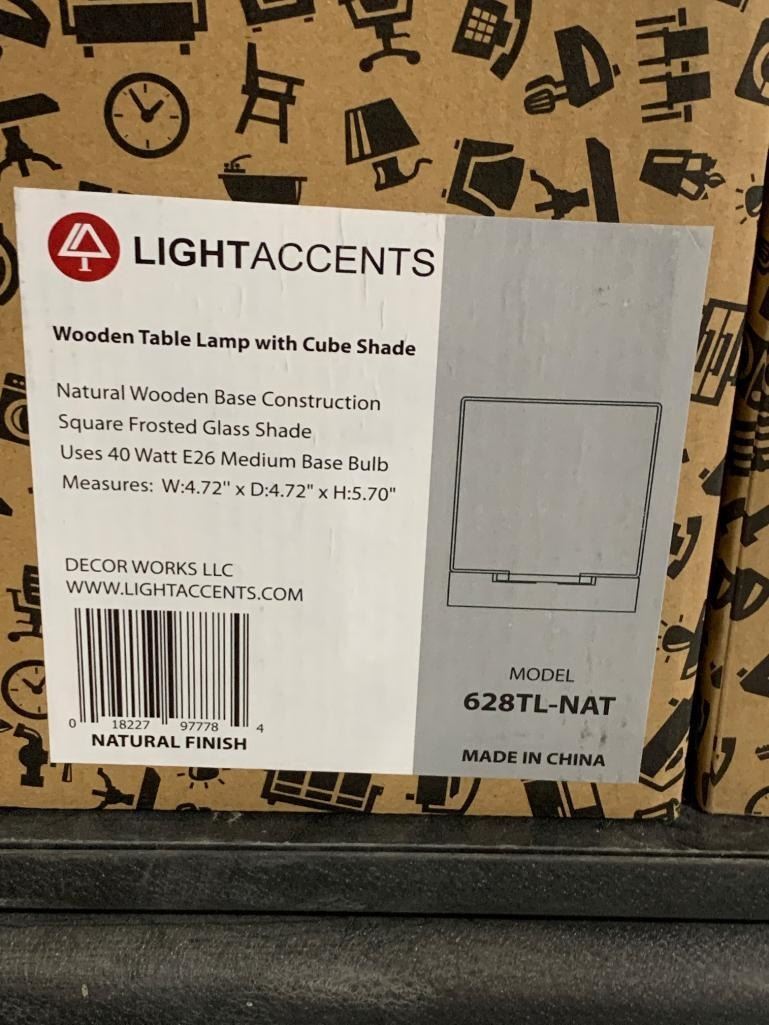 LIGHTACCENTS
Wooden Table Lamp with Cube Shade
Natural Wooden Base Construction
Square Frosted Glass Shade
Uses 40 Watt E26 Medium Base Bulb
Measures: W:4.72" x D:4.72" x H:5.70"
DECOR WORKS LLC
WWW.LIGHTACCENTS.COM
0 18227 97778 4
NATURAL FINISH
MODEL
628TL-NAT
MADE IN CHINA